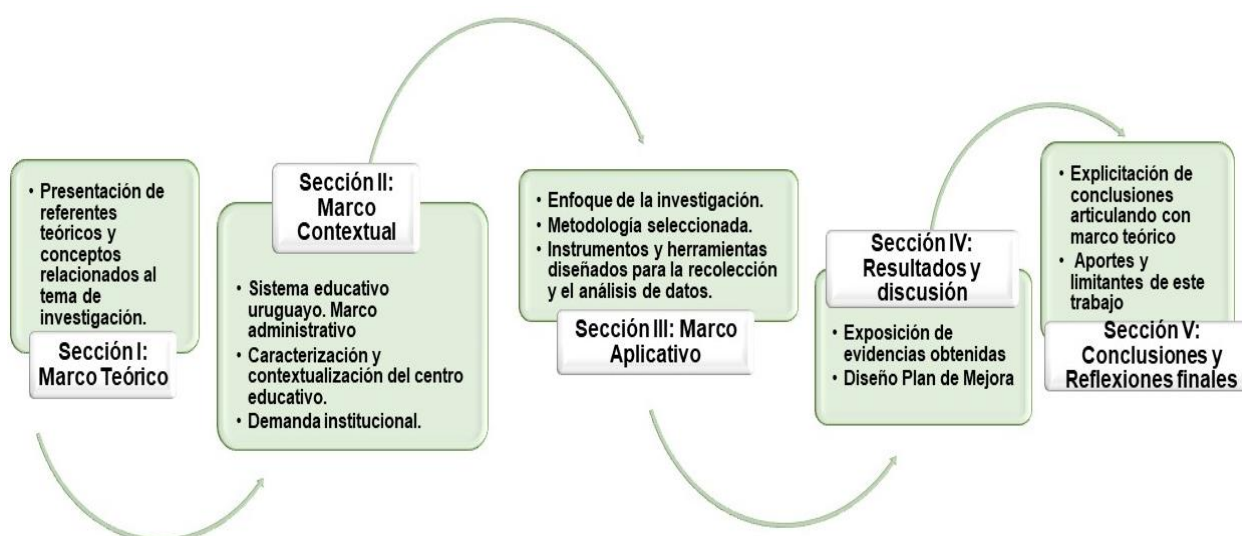 • Presentación de
referentes
teóricos y
conceptos
relacionados al
tema de
investigación.
Sección I:
Marco Teórico
Sección II:
Marco
Contextual
• Sistema educativo
uruguayo. Marco
administrativo
• Caracterización y
contextualización del centro
educativo.
• Demanda institucional.
• Enfoque de la investigación.
• Metodología seleccionada.
• Instrumentos y herramientas
diseñados para la recolección
y el análisis de datos.
Sección III: Marco
Aplicativo
Sección IV:
Resultados y
discusión
• Exposición de
evidencias obtenidas
• Diseño Plan de Mejora
• Explicitación de
conclusiones
articulando con
marco teórico
• Aportes y
limitantes de este
trabajo
Sección V:
Conclusiones y
Reflexiones finales